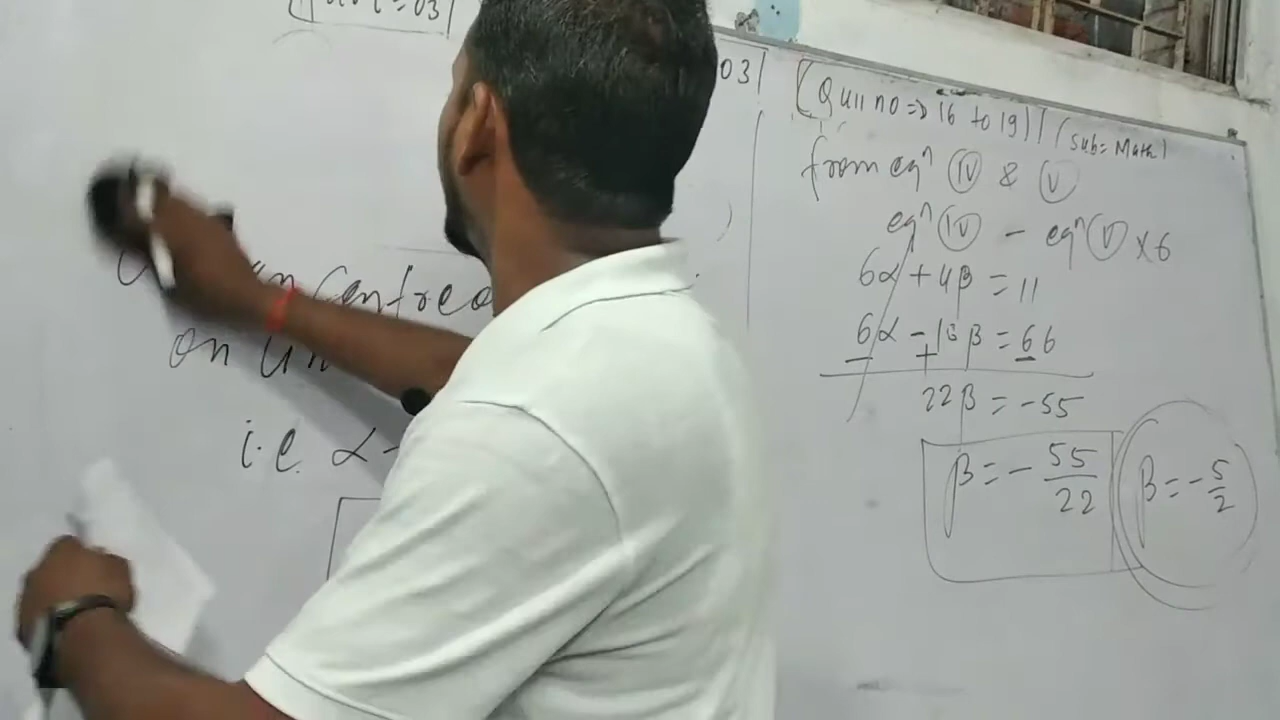 = 03
03
(Qull no => 16 to 19) (Sub = Math)
from eqⁿ (IV) & (V)
eqⁿ (IV) - eqⁿ (V) × 6
6α + 4β = 11
6α - 18β = 66
- +
22β = -55
β = - 55/22
β = - 5/2
Centre
on
i.e. α -